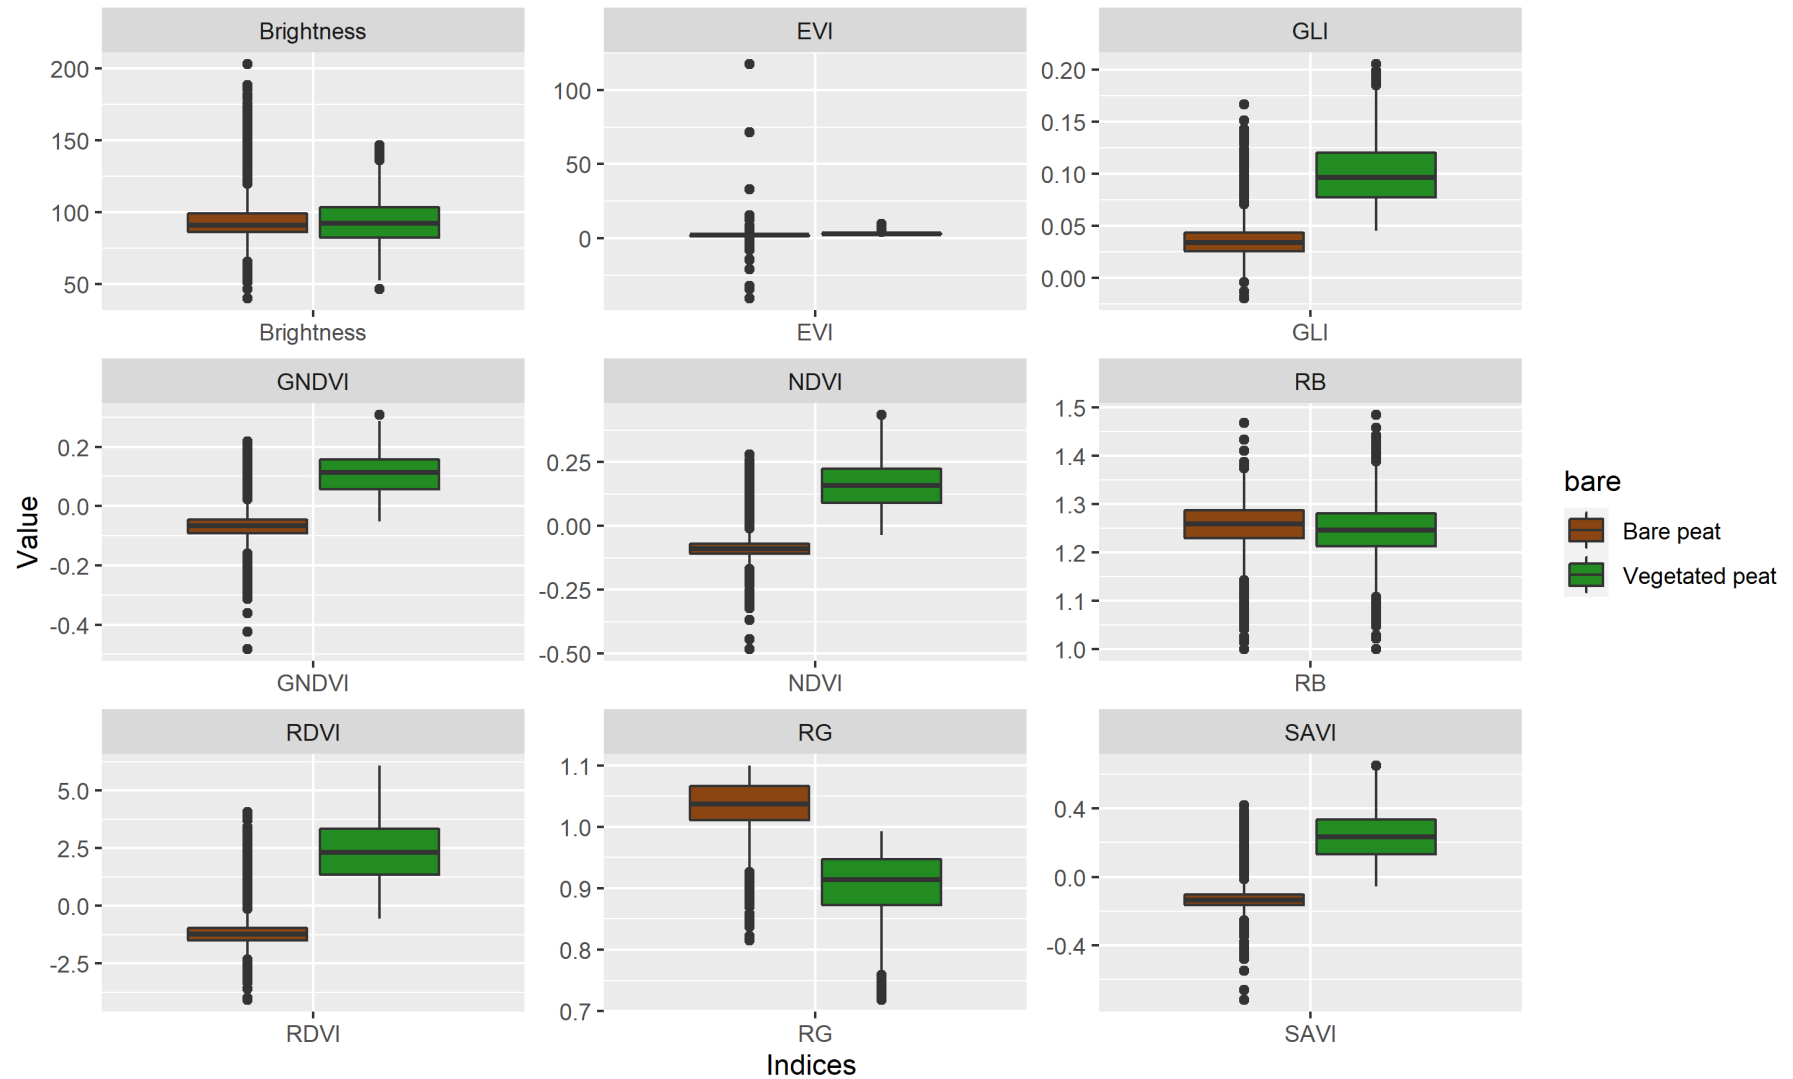 Brightness
EVI
GLI
200
150
100
50
100
50
0
0.20
0.15
0.10
0.05
0.00
Brightness
EVI
GLI
GNDVI
NDVI
RB
0.2
0.0
-0.2
-0.4
0.25
0.00
-0.25
-0.50
1.5
1.4
1.3
1.2
1.1
1.0
GNDVI
NDVI
RB
RDVI
RG
SAVI
5.0
2.5
0.0
-2.5
1.1
1.0
0.9
0.8
0.7
0.4
0.0
-0.4
RDVI
RG
SAVI
Value
Indices
bare
Bare peat
Vegetated peat